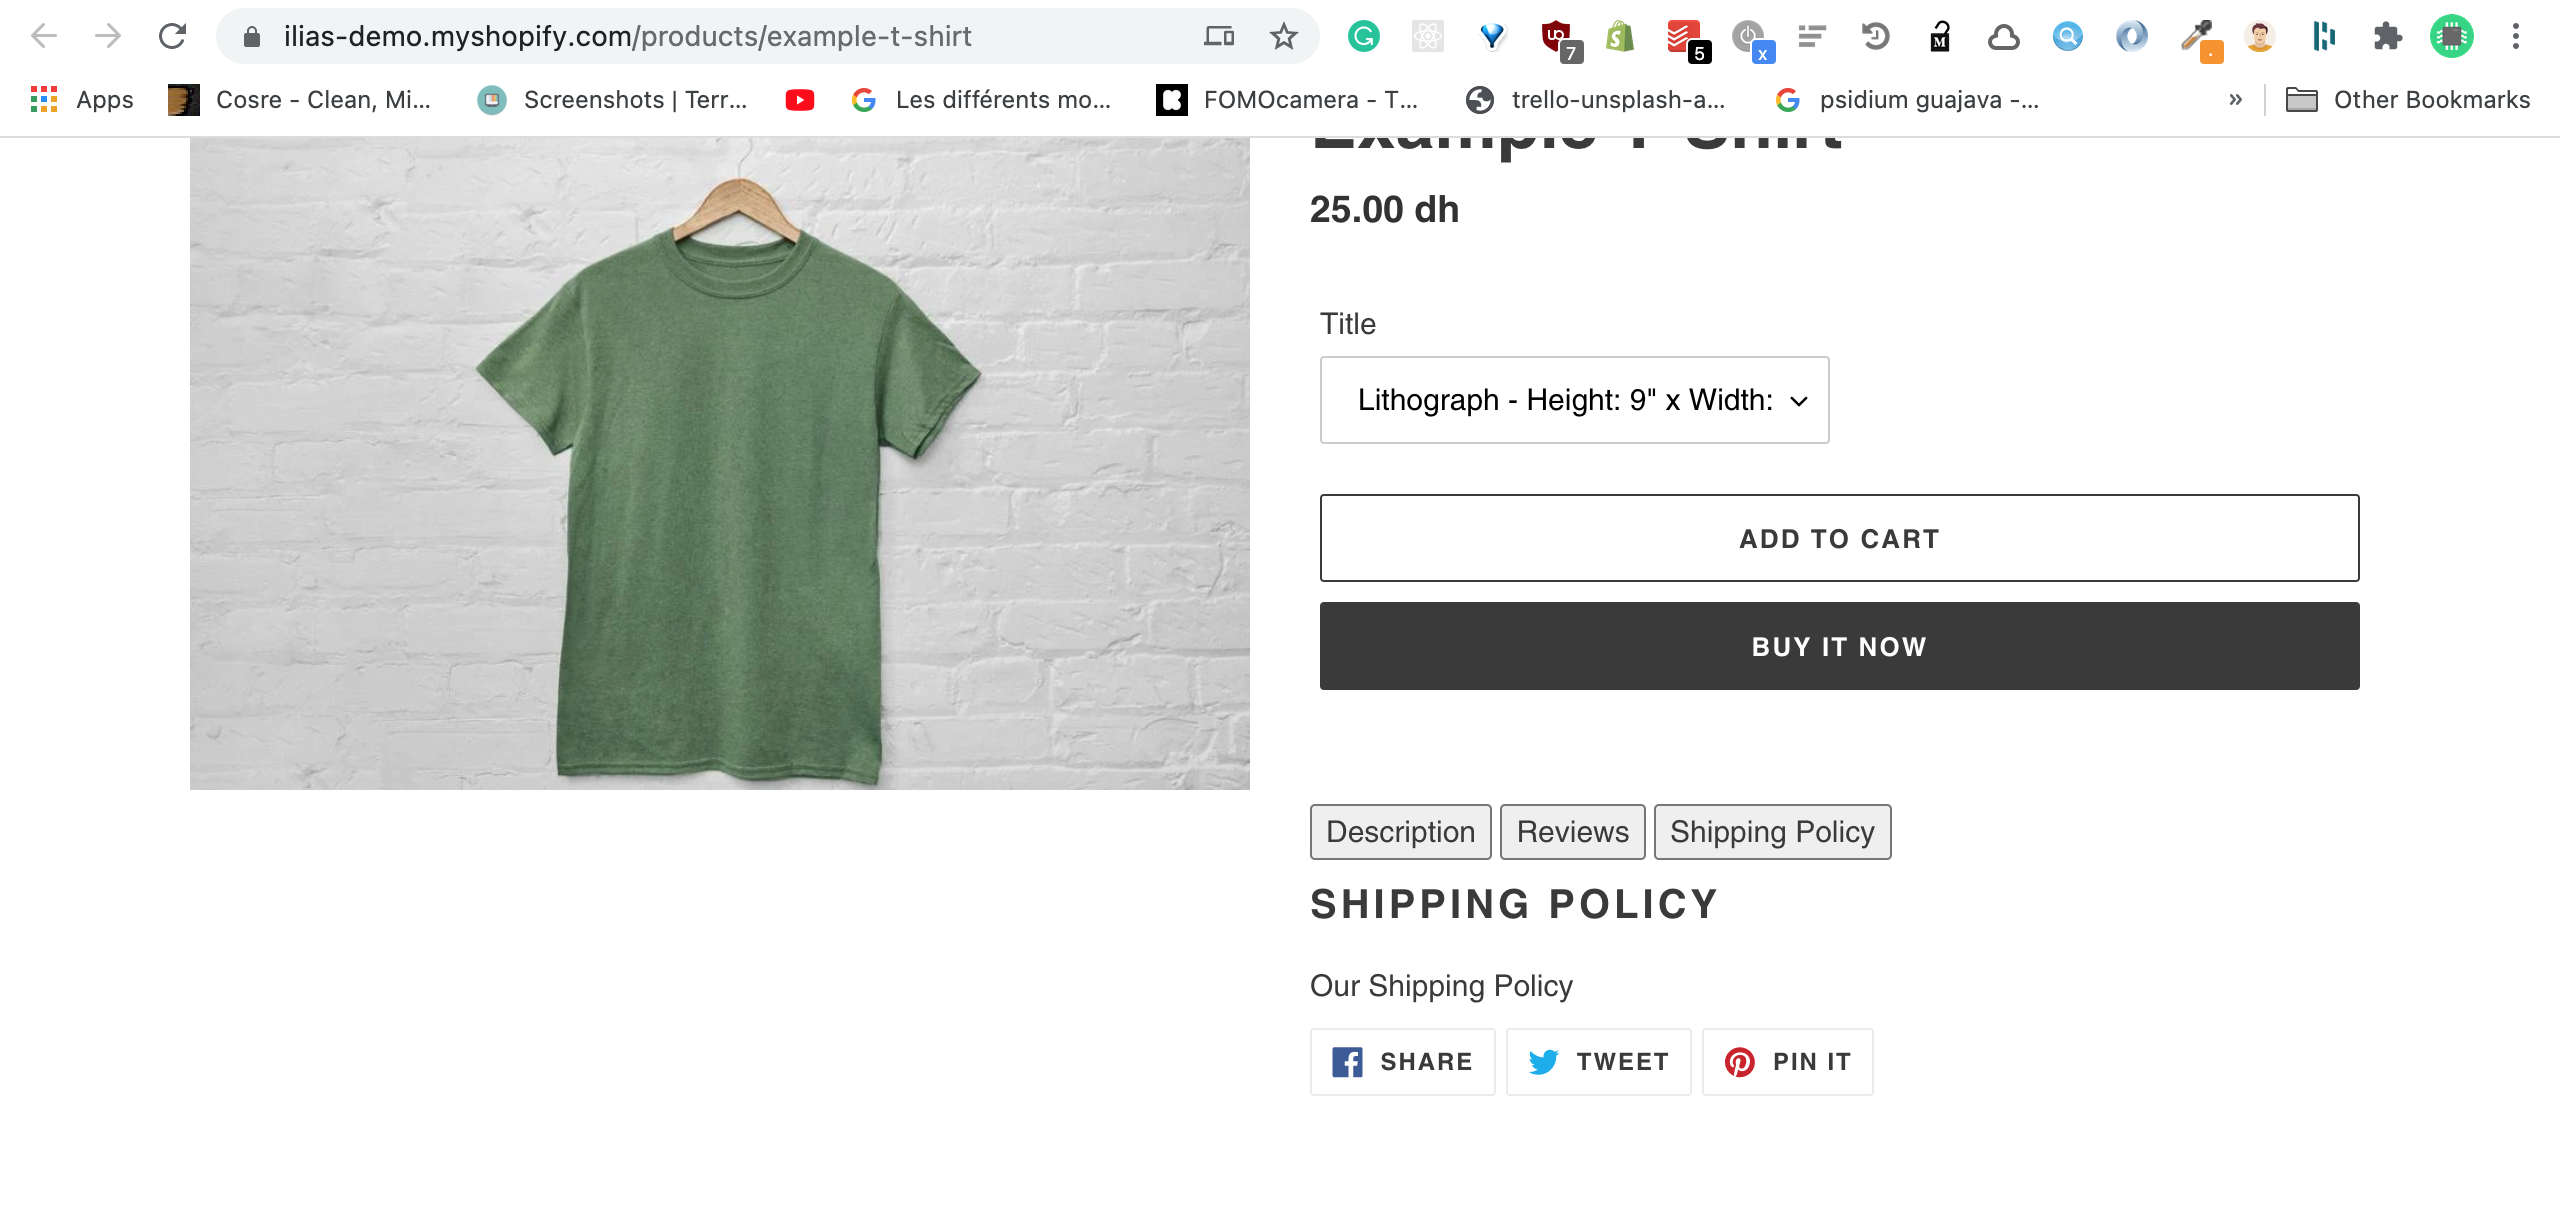 ilias-demo.myshopify.com/products/example-t-shirt
7
5
x
M
Apps
Cosre - Clean, Mi...
Screenshots | Terr...
Les différents mo...
FOMOcamera - T...
trello-unsplash-a...
psidium guajava -...
»
Other Bookmarks
Example T-Shirt
25.00 dh
Title
Lithograph - Height: 9" x Width:
ADD TO CART
BUY IT NOW
Description
Reviews
Shipping Policy
SHIPPING POLICY
Our Shipping Policy
SHARE
TWEET
PIN IT